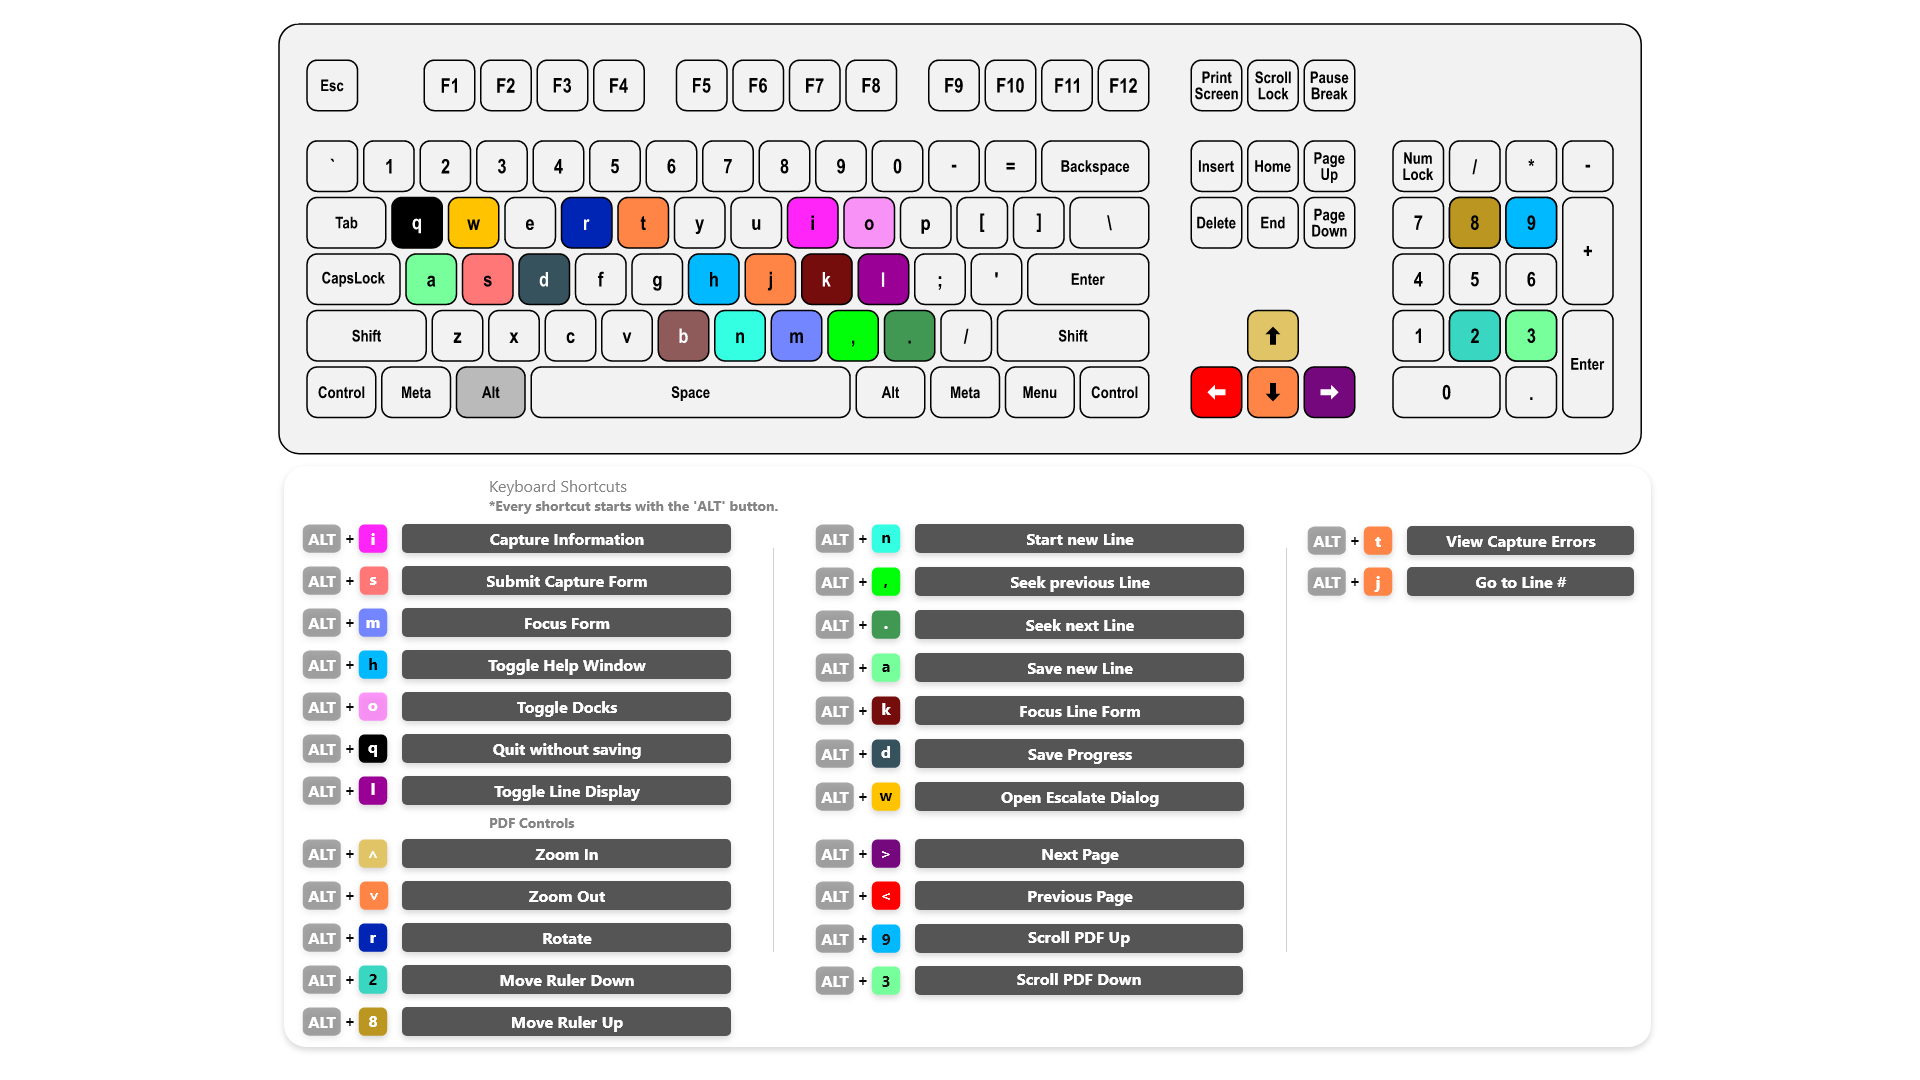 Esc F1 F2 F3 F4 F5 F6 F7 F8 F9 F10 F11 F12 Print Screen Scroll Lock Pause Break
` 1 2 3 4 5 6 7 8 9 0 - = Backspace Insert Home Page Up Num Lock / * -
Tab q w e r t y u i o p [ ] \ Delete End Page Down 7 8 9 +
CapsLock a s d f g h j k l ; ' Enter 4 5 6
Shift z x c v b n m , . / Shift 1 2 3 Enter
Control Meta Alt Space Alt Meta Menu Control 0 .
Keyboard Shortcuts
*Every shortcut starts with the 'ALT' button.
ALT + i Capture Information
ALT + s Submit Capture Form
ALT + m Focus Form
ALT + h Toggle Help Window
ALT + o Toggle Docks
ALT + q Quit without saving
ALT + l Toggle Line Display
PDF Controls
ALT + ^ Zoom In
ALT + v Zoom Out
ALT + r Rotate
ALT + 2 Move Ruler Down
ALT + 8 Move Ruler Up
ALT + n Start new Line
ALT + , Seek previous Line
ALT + . Seek next Line
ALT + a Save new Line
ALT + k Focus Line Form
ALT + d Save Progress
ALT + w Open Escalate Dialog
ALT + > Next Page
ALT + < Previous Page
ALT + 9 Scroll PDF Up
ALT + 3 Scroll PDF Down
ALT + t View Capture Errors
ALT + j Go to Line #